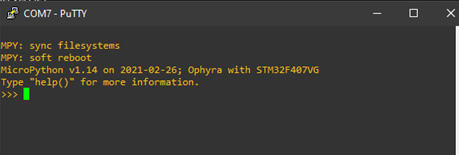 COM7 - PuTTY
MPY: sync filesystems
MPY: soft reboot
MicroPython v1.14 on 2021-02-26; Ophyra with STM32F407VG
Type "help()" for more information.
>>>